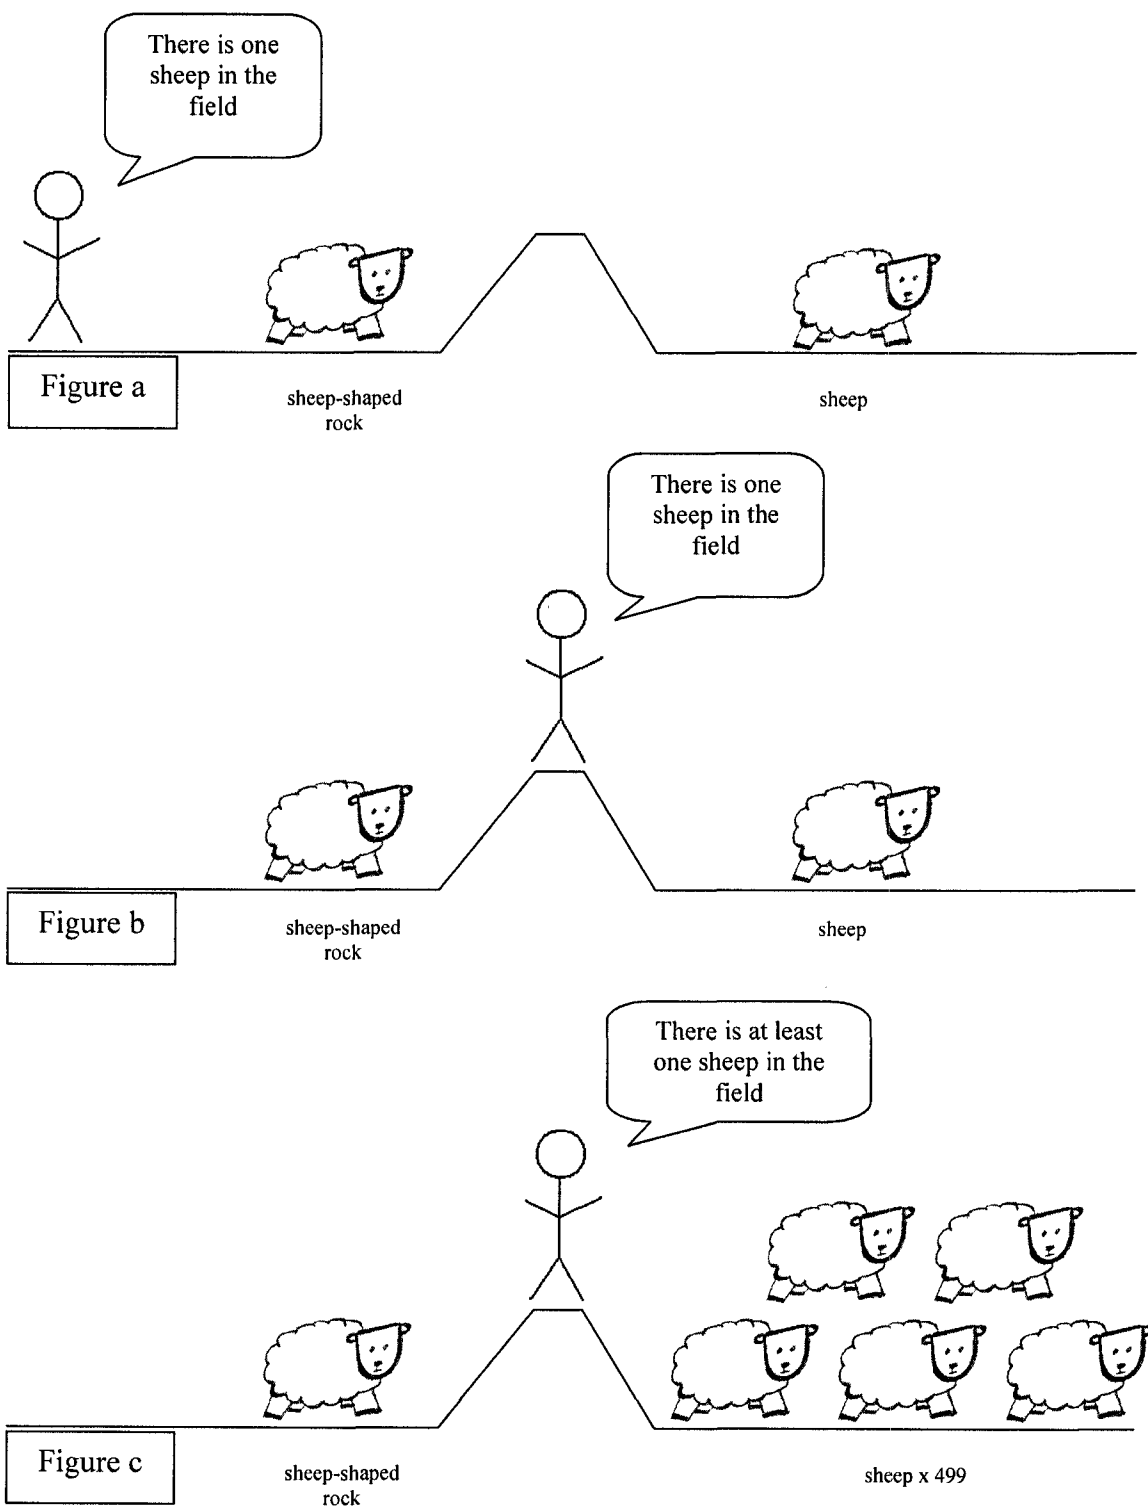 There is one
sheep in the
field
Figure a
sheep-shaped
rock
sheep
There is one
sheep in the
field
Figure b
sheep-shaped
rock
sheep
There is at least
one sheep in the
field
Figure c
sheep-shaped
rock
sheep x 499